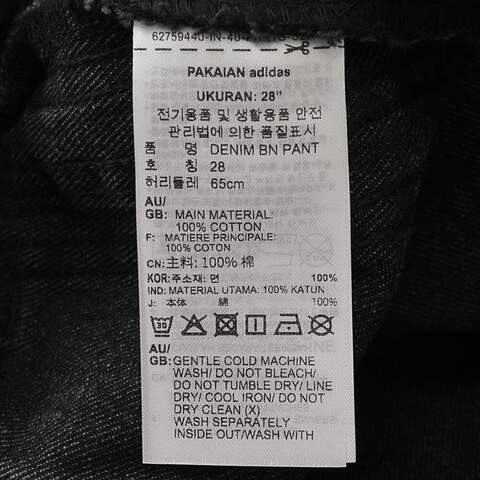 62759440-IN-40-
PAKAIAN adidas
UKURAN: 28"
전기용품 및 생활용품 안전
관리법에 의한 품질표시
품 명 DENIM BN PANT
호 칭 28
허리둘레 65cm
AU/
GB: MAIN MATERIAL:
100% COTTON
F: MATIERE PRINCIPALE:
100% COTON
CN: 主料: 100% 棉
KOR: 주소재: 면 100%
IND: MATERIAL UTAMA: 100% KATUN
J: 本体 綿 100%
30
AU/
GB: GENTLE COLD MACHINE
WASH/ DO NOT BLEACH/
DO NOT TUMBLE DRY/ LINE
DRY/ COOL IRON/ DO NOT
DRY CLEAN (X)
WASH SEPARATELY
INSIDE OUT/WASH WITH